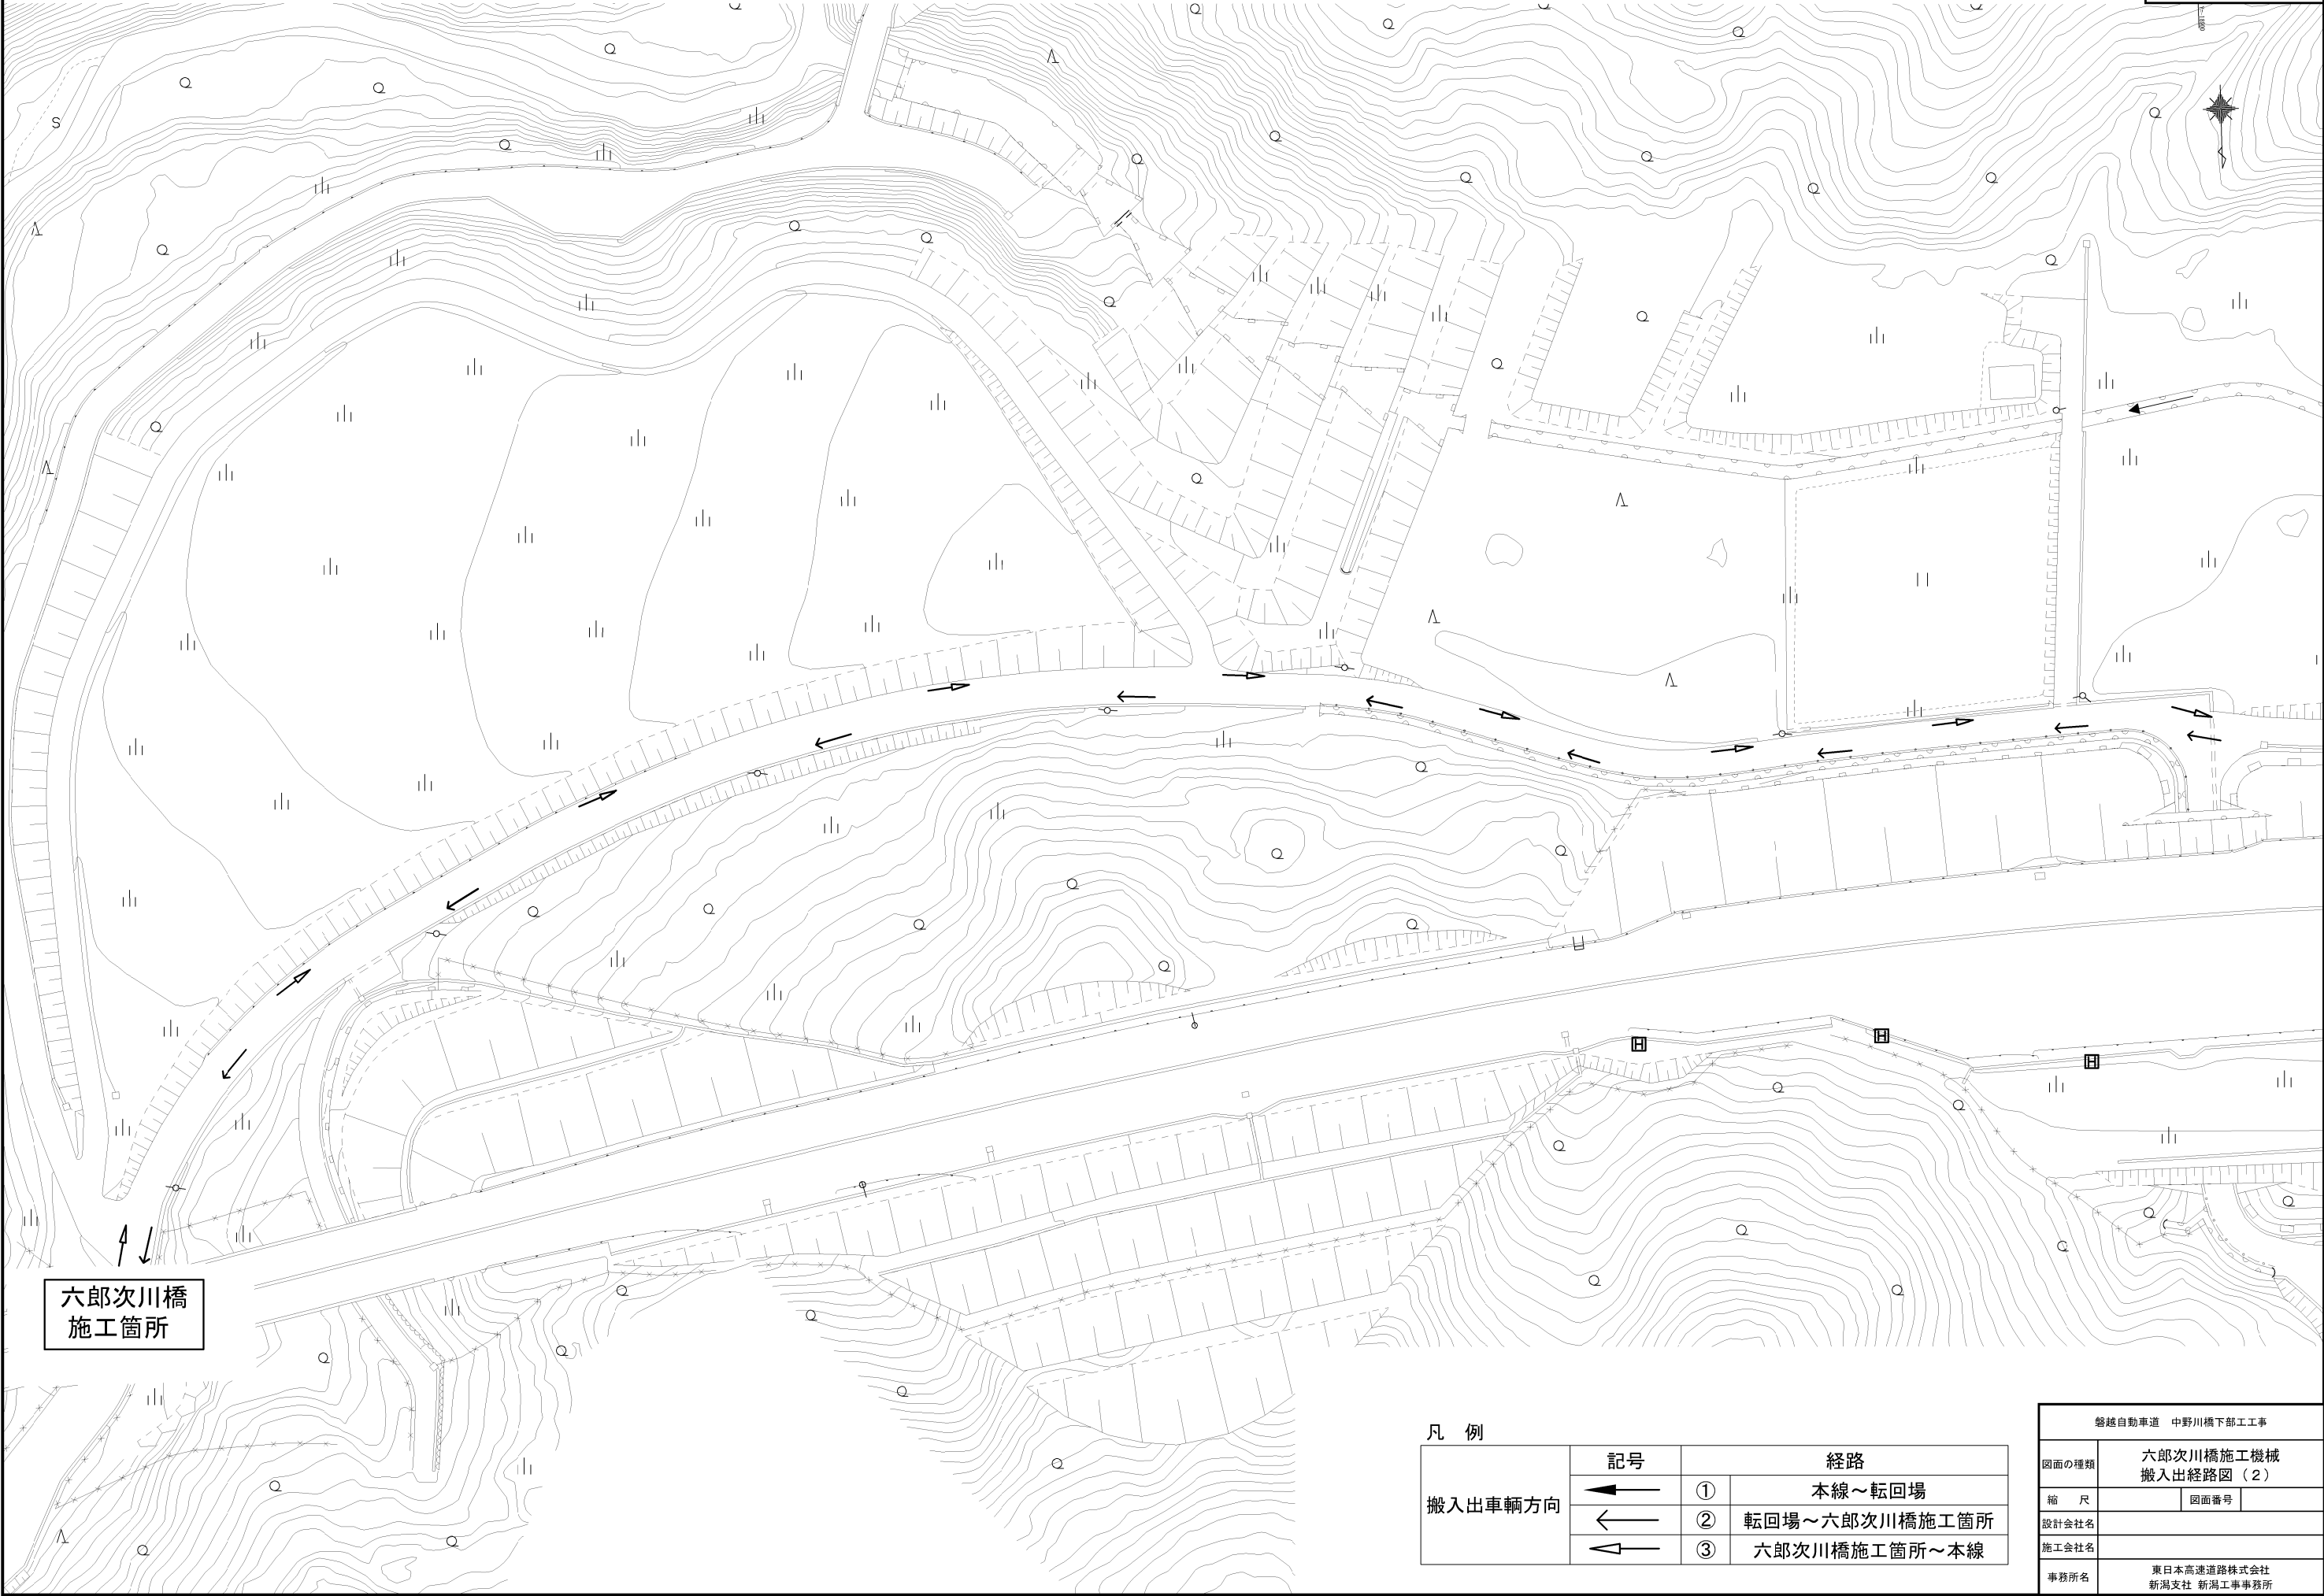 S
六郎次川橋
施工箇所
凡　例
搬入出車輌方向
記号
経路
①
本線～転回場
②
転回場～六郎次川橋施工箇所
③
六郎次川橋施工箇所～本線
磐越自動車道　中野川橋下部工工事
図面の種類
六郎次川橋施工機械
搬入出経路図（２）
縮　尺
図面番号
設計会社名
施工会社名
事務所名
東日本高速道路株式会社
新潟支社 新潟工事事務所